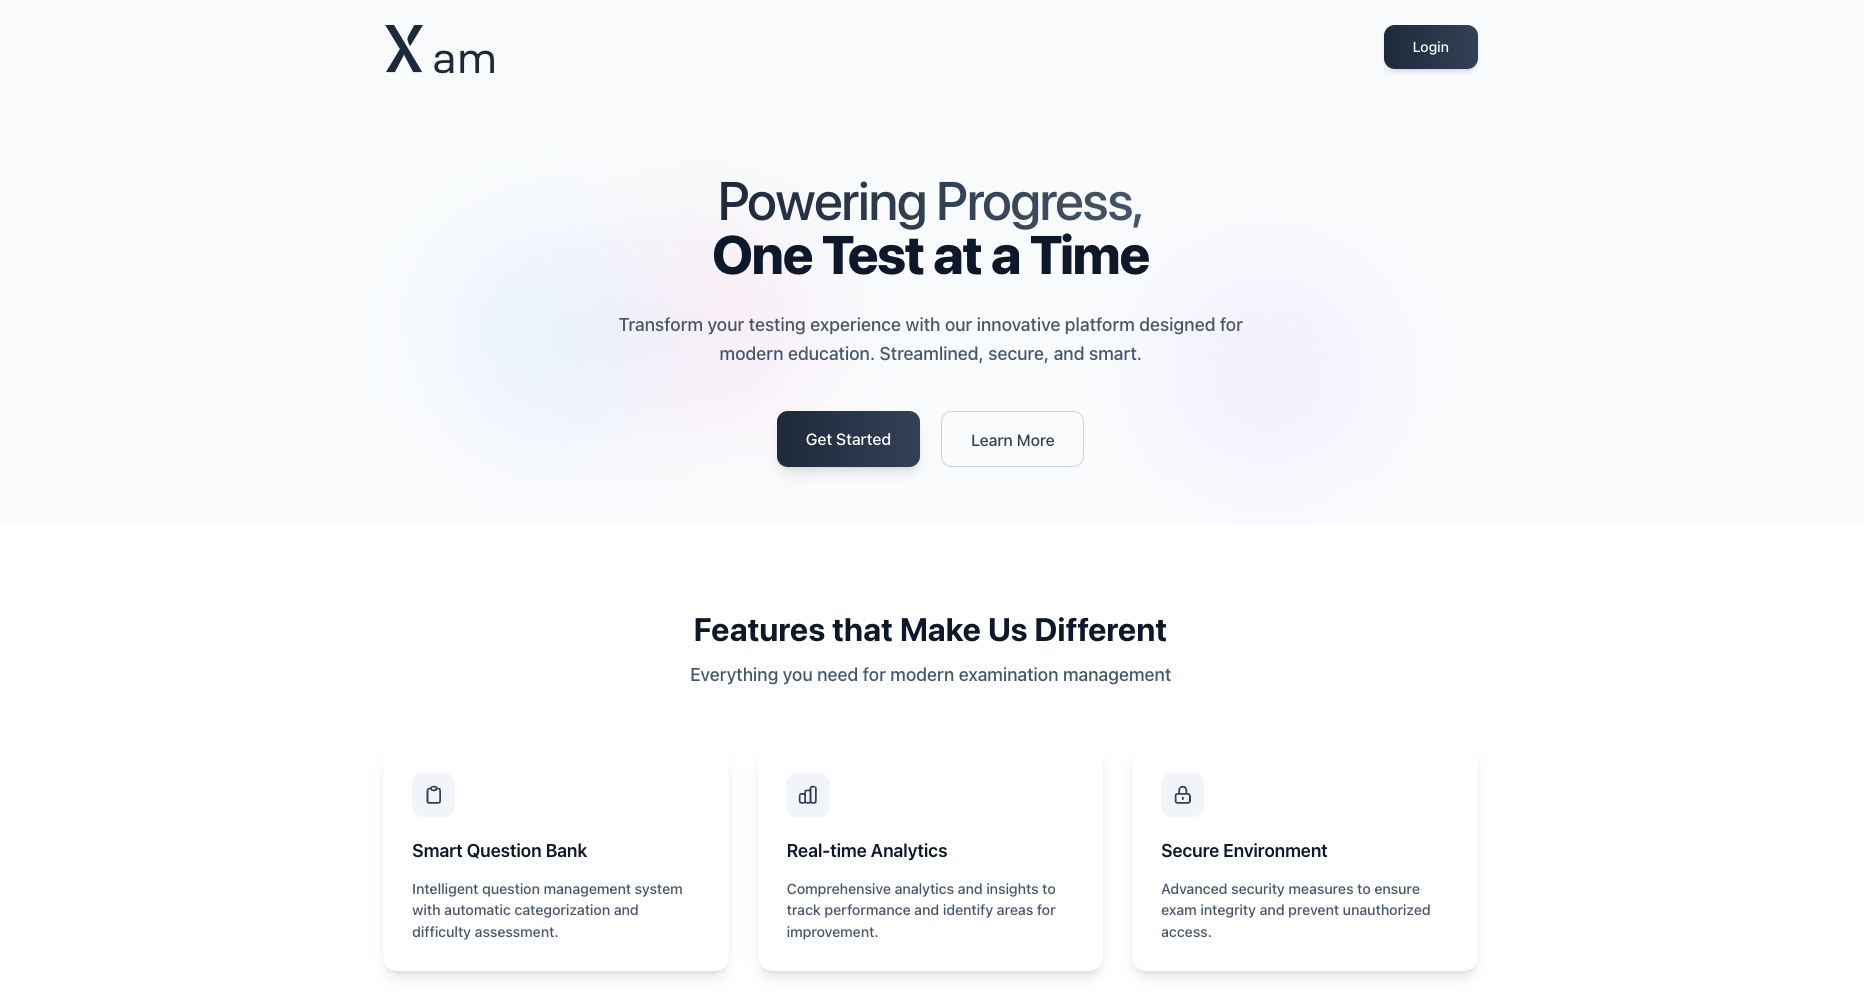 Xam
Login
Powering Progress,
One Test at a Time
Transform your testing experience with our innovative platform designed for
modern education. Streamlined, secure, and smart.
Get Started
Learn More
Features that Make Us Different
Everything you need for modern examination management
Smart Question Bank
Intelligent question management system
with automatic categorization and
difficulty assessment.
Real-time Analytics
Comprehensive analytics and insights to
track performance and identify areas for
improvement.
Secure Environment
Advanced security measures to ensure
exam integrity and prevent unauthorized
access.